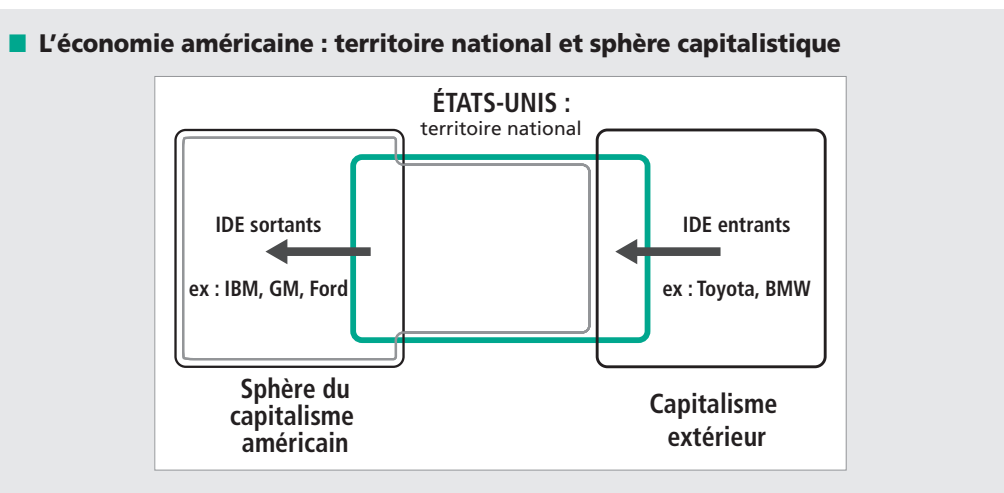 L’économie américaine : territoire national et sphère capitalistique
ÉTATS-UNIS :
territoire national
IDE sortants
ex : IBM, GM, Ford
IDE entrants
ex : Toyota, BMW
Sphère du
capitalisme
américain
Capitalisme
extérieur